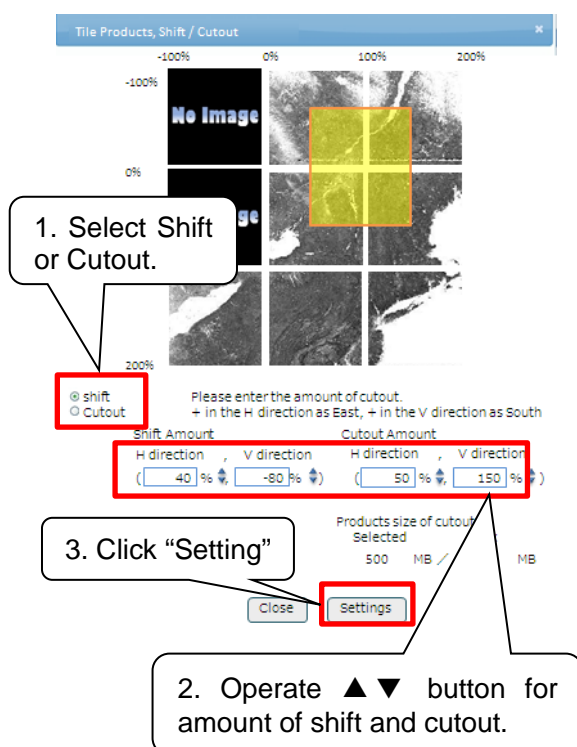 Tile Products, Shift / Cutout ×
-100% 0% 100% 200%
-100%
No Image
0%
ge
1. Select Shift
or Cutout.
200%
shift
Cutout
Please enter the amount of cutout.
+ in the H direction as East, + in the V direction as South
Shift Amount Cutout Amount
H direction , V direction H direction , V direction
( 40 % , -80 % ) ( 50 % , 150 % )
Products size of cutout
Selected
500 MB / MB
3. Click “Setting”
Close Settings
2. Operate ▲▼ button for
amount of shift and cutout.